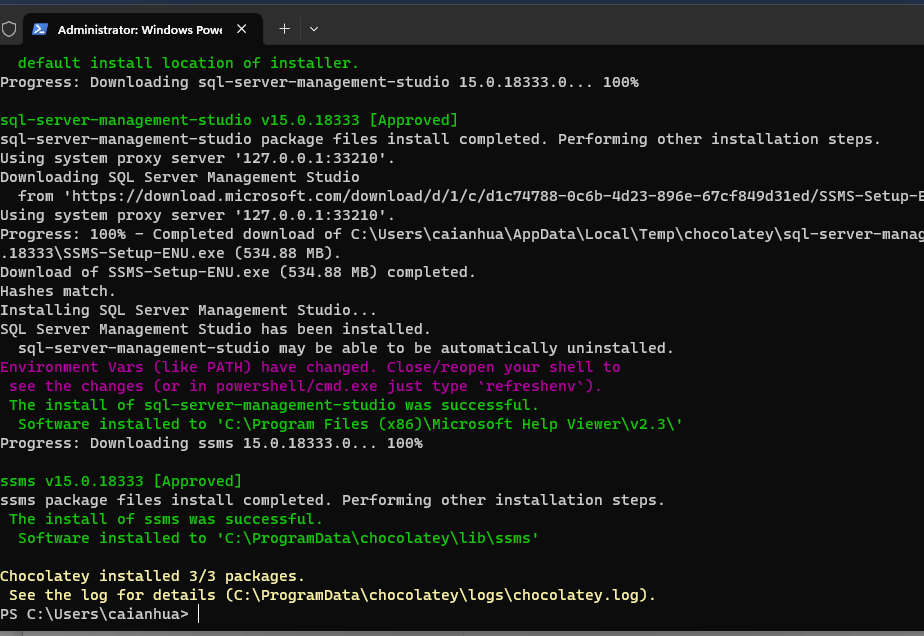 Administrator: Windows Powe
default install location of installer.
Progress: Downloading sql-server-management-studio 15.0.18333.0... 100%
sql-server-management-studio v15.0.18333 [Approved]
sql-server-management-studio package files install completed. Performing other installation steps.
Using system proxy server '127.0.0.1:33210'.
Downloading SQL Server Management Studio
from 'https://download.microsoft.com/download/d/1/c/d1c74788-0c6b-4d23-896e-67cf849d31ed/SSMS-Setup-E
Using system proxy server '127.0.0.1:33210'.
Progress: 100% - Completed download of C:\Users\caianhua\AppData\Local\Temp\chocolatey\sql-server-manag
.18333\SSMS-Setup-ENU.exe (534.88 MB).
Download of SSMS-Setup-ENU.exe (534.88 MB) completed.
Hashes match.
Installing SQL Server Management Studio...
SQL Server Management Studio has been installed.
sql-server-management-studio may be able to be automatically uninstalled.
Environment Vars (like PATH) have changed. Close/reopen your shell to
see the changes (or in powershell/cmd.exe just type `refreshenv`).
The install of sql-server-management-studio was successful.
Software installed to 'C:\Program Files (x86)\Microsoft Help Viewer\v2.3\'
Progress: Downloading ssms 15.0.18333.0... 100%
ssms v15.0.18333 [Approved]
ssms package files install completed. Performing other installation steps.
The install of ssms was successful.
Software installed to 'C:\ProgramData\chocolatey\lib\ssms'
Chocolatey installed 3/3 packages.
See the log for details (C:\ProgramData\chocolatey\logs\chocolatey.log).
PS C:\Users\caianhua>